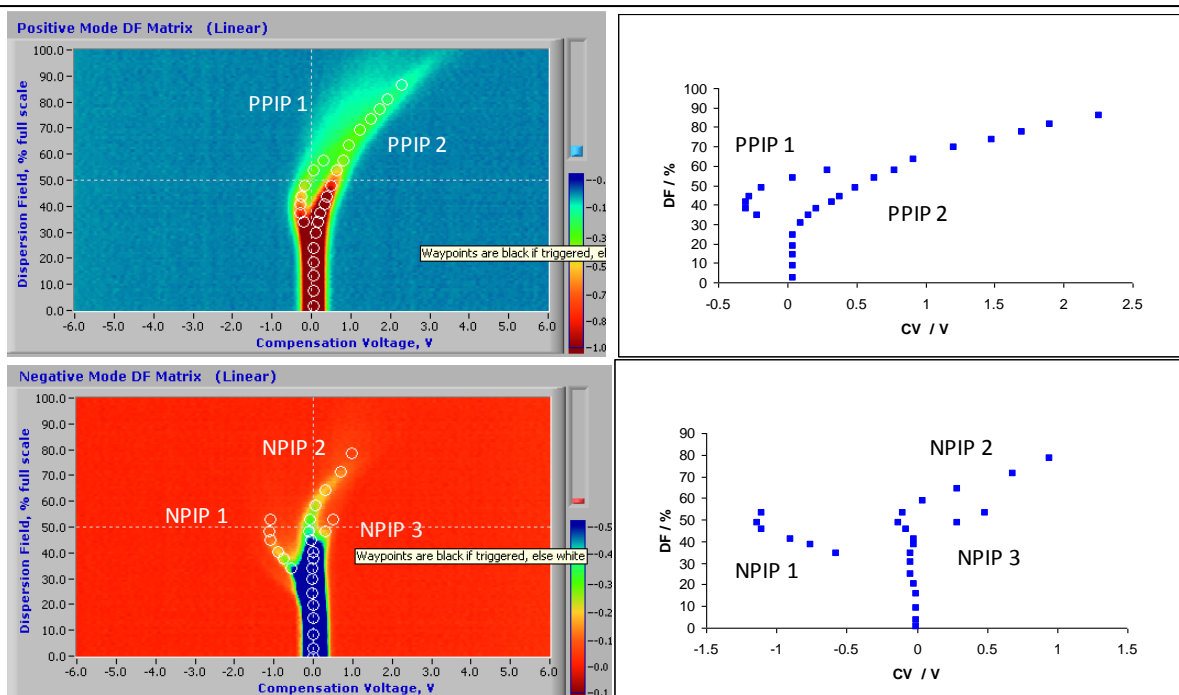 Positive Mode DF Matrix (Linear)
Dispersion Field, % full scale
100.0-
90.0-
80.0-
70.0-
60.0-
50.0-
40.0-
30.0-
20.0-
10.0-
0.0-
PPIP 1
PPIP 2
-6.0 -5.0 -4.0 -3.0 -2.0 -1.0 0.0 1.0 2.0 3.0 4.0 5.0 6.0
Compensation Voltage, V
Waypoints are black if triggered, el
-0.
-0.1
-0.3
-0.5
-0.7
-0.8
-1.0
DF / %
100
90
80
70
60
50
40
30
20
10
0
PPIP 1
PPIP 2
-0.5 0 0.5 1 1.5 2 2.5
CV / V
Negative Mode DF Matrix (Linear)
Dispersion Field, % full scale
100.0-
90.0-
80.0-
70.0-
60.0-
50.0-
40.0-
30.0-
20.0-
10.0-
0.0-
NPIP 2
NPIP 1
NPIP 3
Waypoints are black if triggered, else white
-6.0 -5.0 -4.0 -3.0 -2.0 -1.0 0.0 1.0 2.0 3.0 4.0 5.0 6.0
Compensation Voltage, V
-0.5
-0.4
-0.3
-0.1
-0.0
-0.1
DF / %
90
80
70
60
50
40
30
20
10
0
NPIP 2
NPIP 3
NPIP 1
-1.5 -1 -0.5 0 0.5 1 1.5
CV / V